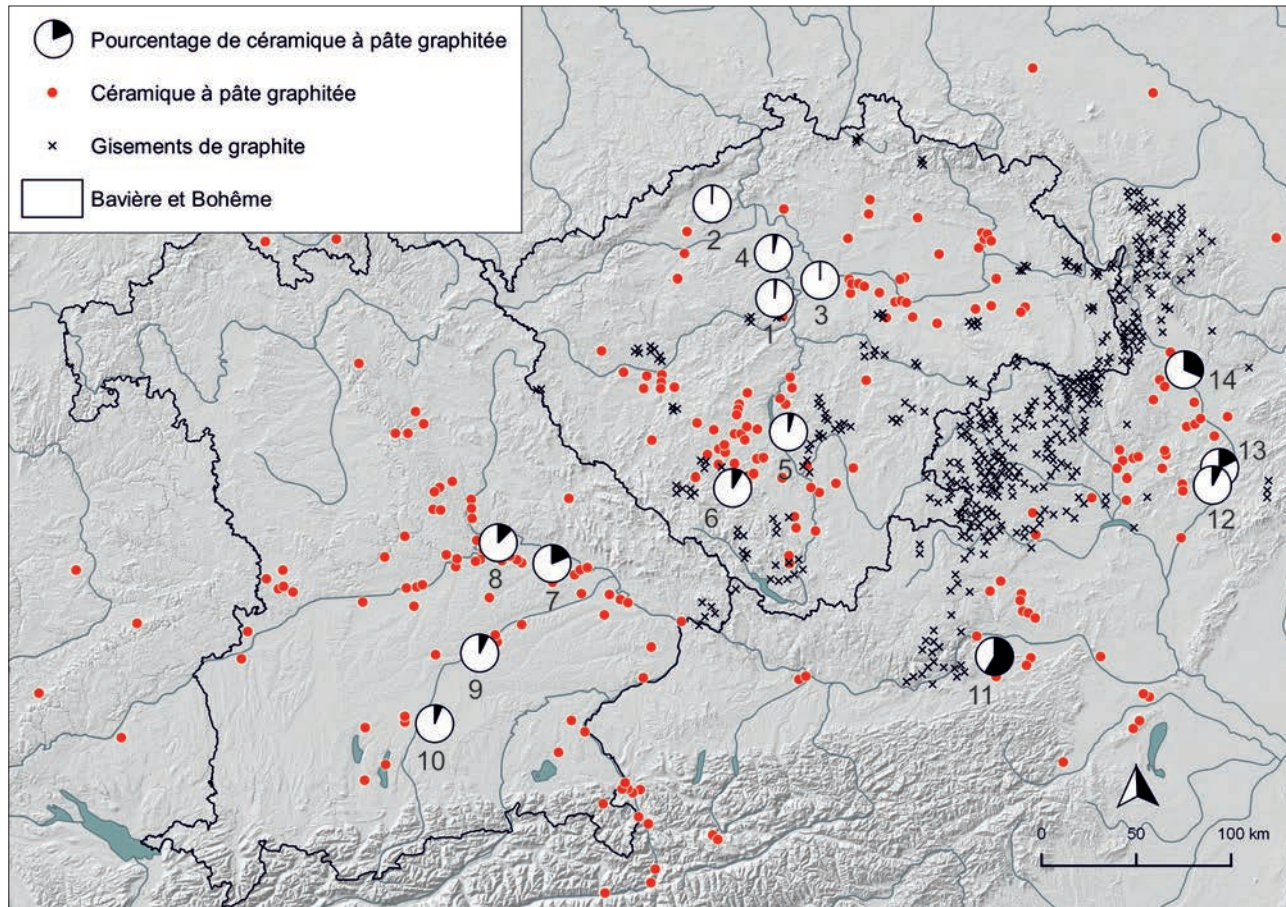 Pourcentage de céramique à pâte graphitée
Céramique à pâte graphitée
Gisements de graphite
Bavière et Bohême
2
4
3
1
14
5
13
6
12
8
7
9
11
10
0 50 100 km